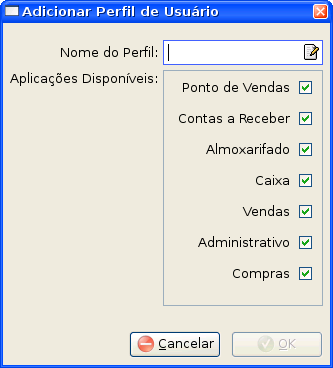 Adicionar Perfil de Usuário
Nome do Perfil:
Aplicações Disponíveis:
Ponto de Vendas
Contas a Receber
Almoxarifado
Caixa
Vendas
Administrativo
Compras
Cancelar OK